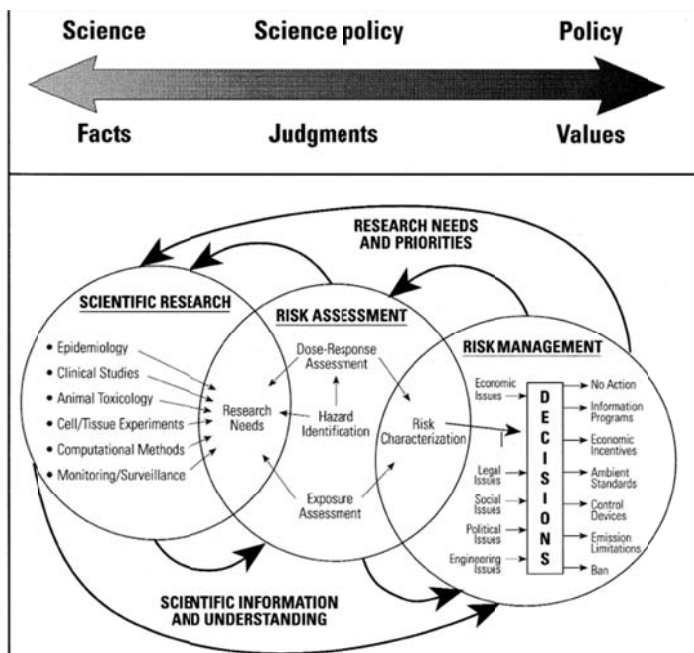 Science Science policy Policy
Facts Judgments Values
RESEARCH NEEDS
AND PRIORITIES
SCIENTIFIC RESEARCH
• Epidemiology
• Clinical Studies
• Animal Toxicology
• Cell/Tissue Experiments
• Computational Methods
• Monitoring/Surveillance
Research
Needs
RISK ASSESSMENT
Dose-Response
Assessment
Hazard
Identification
Exposure
Assessment
Risk
Characterization
RISK MANAGEMENT
Economic
Issues
Legal
Issues
Social
Issues
Political
Issues
Engineering
Issues
DECISIONS
No Action
Information
Programs
Economic
Incentives
Ambient
Standards
Control
Devices
Emission
Limitations
Ban
SCIENTIFIC INFORMATION
AND UNDERSTANDING